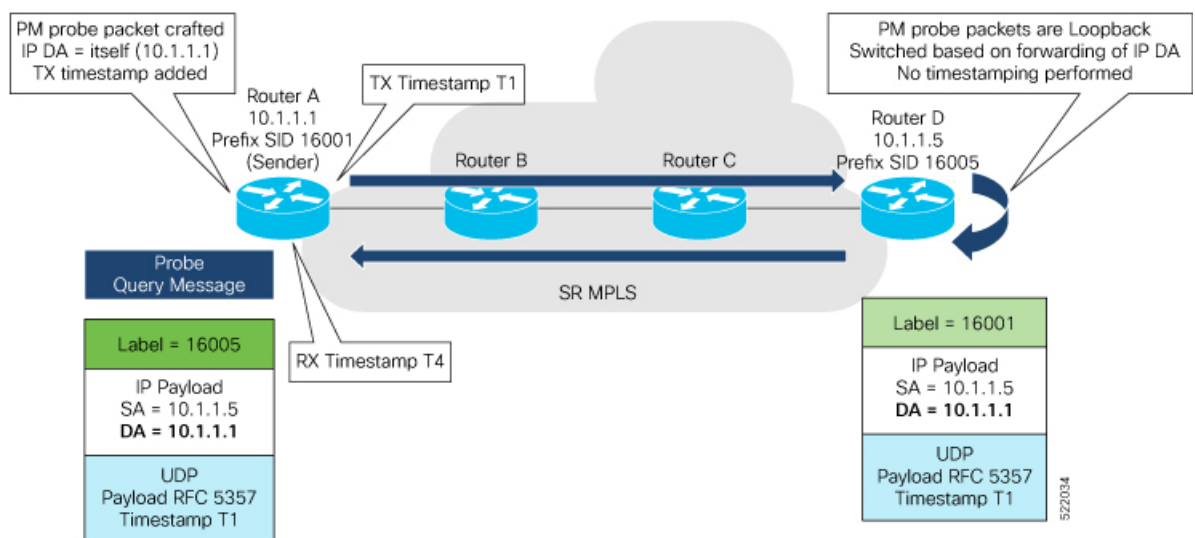 PM probe packet crafted
IP DA = itself (10.1.1.1)
TX timestamp added
Router A
10.1.1.1
Prefix SID 16001
(Sender)
TX Timestamp T1
Router B
Router C
Router D
10.1.1.5
Prefix SID 16005
PM probe packets are Loopback
Switched based on forwarding of IP DA
No timestamping performed
Probe
Query Message
SR MPLS
RX Timestamp T4
Label = 16005
IP Payload
SA = 10.1.1.5
DA = 10.1.1.1
UDP
Payload RFC 5357
Timestamp T1
Label = 16001
IP Payload
SA = 10.1.1.5
DA = 10.1.1.1
UDP
Payload RFC 5357
Timestamp T1
522034